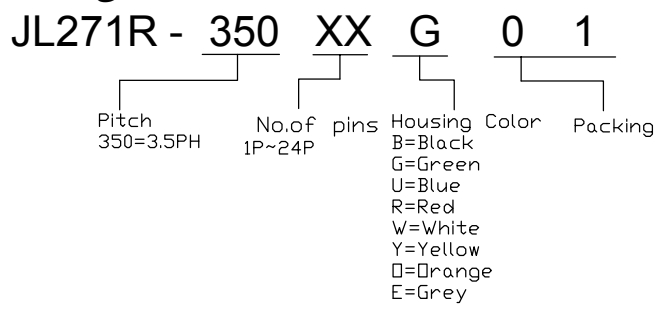 JL271R - 350 XX G 0 1
Pitch
350=3.5PH
No.of pins
1P~24P
Housing Color
B=Black
G=Green
U=Blue
R=Red
W=White
Y=Yellow
O=Orange
E=Grey
Packing